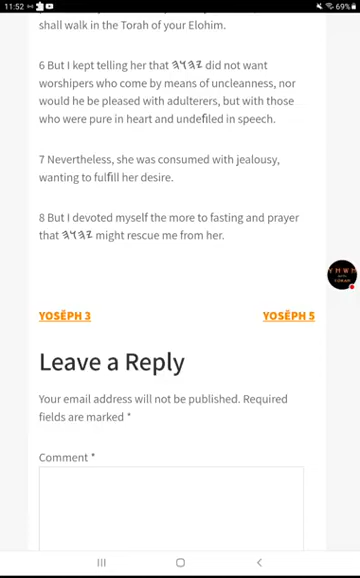 11:52
69%
shall walk in the Torah of your Elohim.
6 But I kept telling her that 𐤉𐤄𐤅𐤄 did not want
worshipers who come by means of uncleanness, nor
would he be pleased with adulterers, but with those
who were pure in heart and undefiled in speech.
7 Nevertheless, she was consumed with jealousy,
wanting to fulfill her desire.
8 But I devoted myself the more to fasting and prayer
that 𐤉𐤄𐤅𐤄 might rescue me from her.
YOSĔPH 3
YOSĔPH 5
Leave a Reply
Your email address will not be published. Required
fields are marked *
Comment *